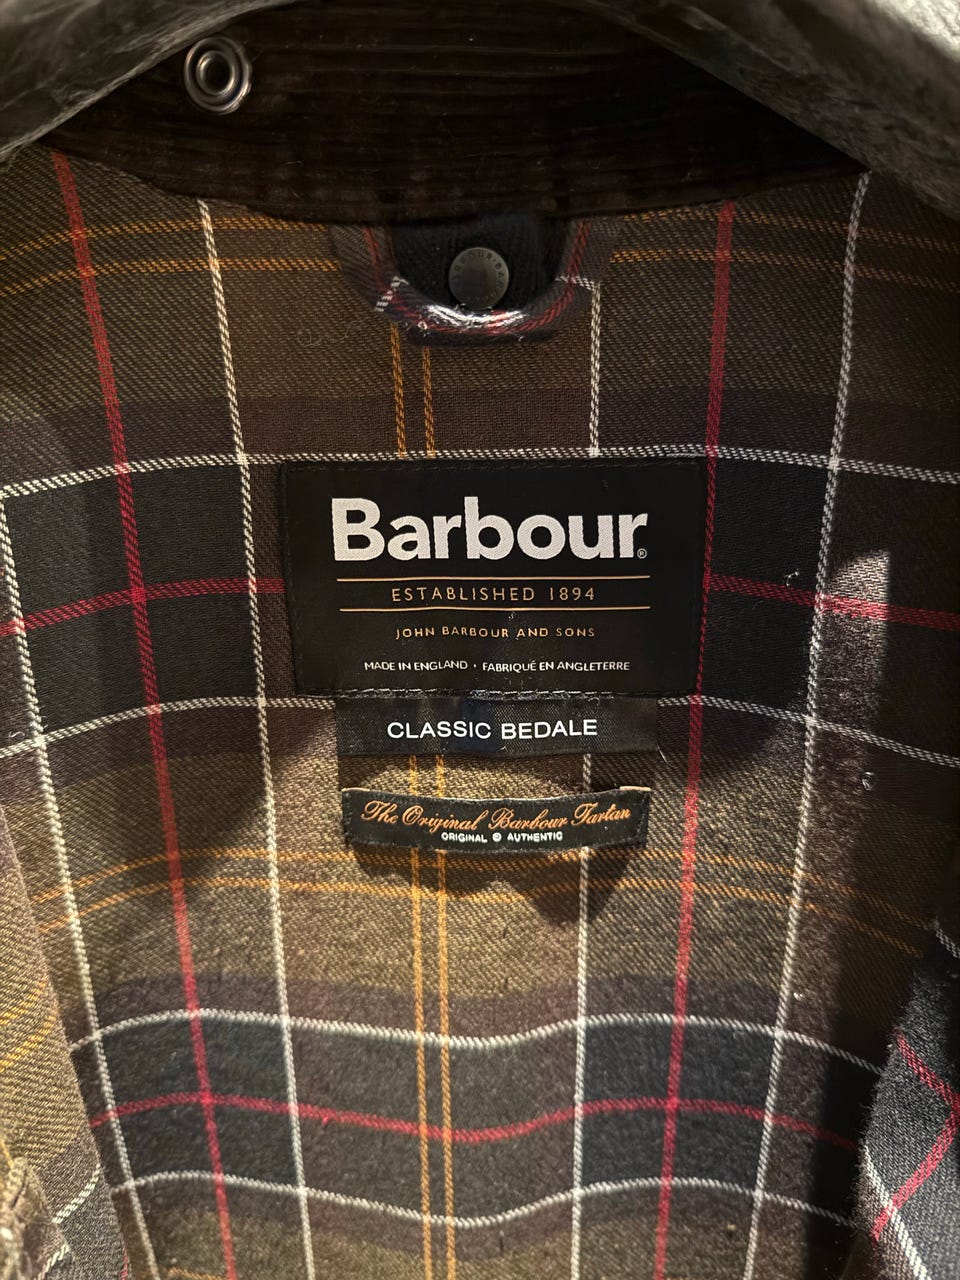 Barbour®
ESTABLISHED 1894
JOHN BARBOUR AND SONS
MADE IN ENGLAND · FABRIQUÉ EN ANGLETERRE
CLASSIC BEDALE
The Original Barbour Tartan
ORIGINAL © AUTHENTIC